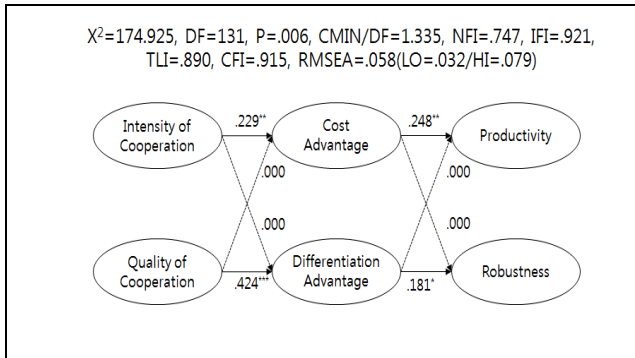 X²=174.925, DF=131, P=.006, CMIN/DF=1.335, NFI=.747, IFI=.921,
TLI=.890, CFI=.915, RMSEA=.058(LO=.032/HI=.079)
Intensity of
Cooperation
.229**
Cost
Advantage
.248**
Productivity
.000
.000
.000
.000
Quality of
Cooperation
.424***
Differentiation
Advantage
.181*
Robustness